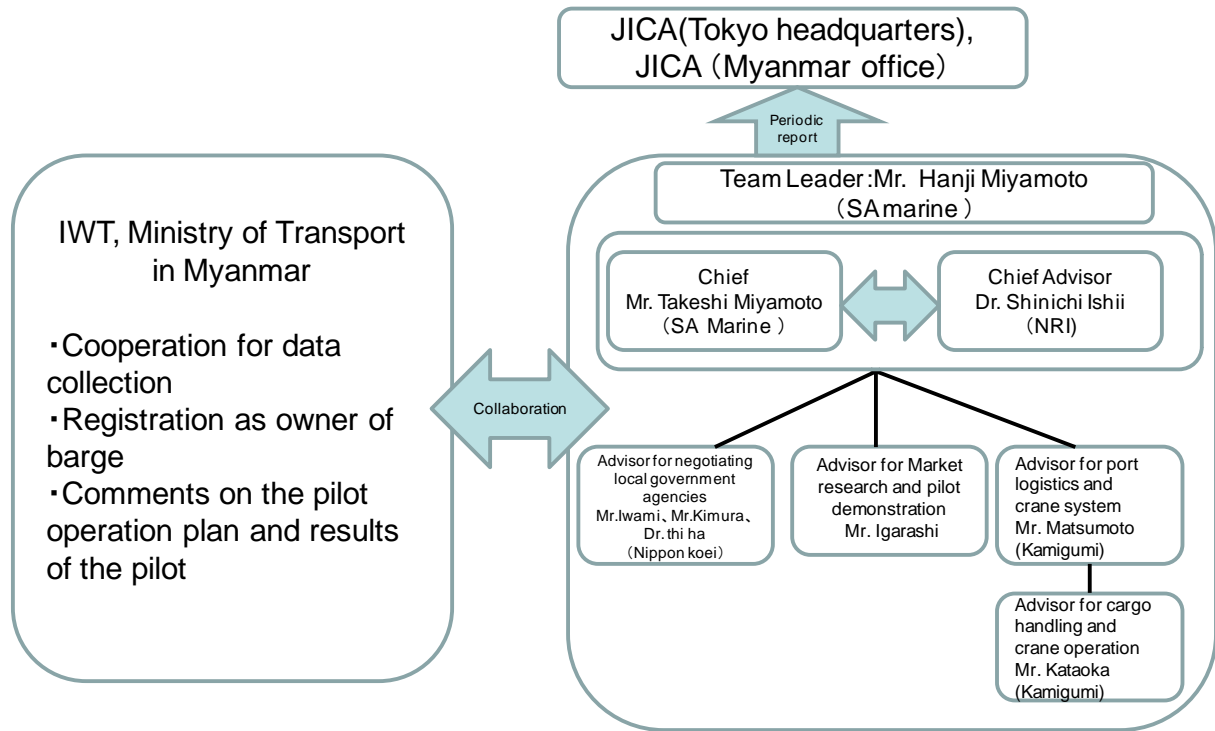 JICA(Tokyo headquarters),
JICA（Myanmar office）
Periodic
report
Team Leader:Mr. Hanji Miyamoto
（SAmarine ）
Chief
Mr. Takeshi Miyamoto
（SA Marine ）
Chief Advisor
Dr. Shinichi Ishii
（NRI)
IWT, Ministry of Transport
in Myanmar
・Cooperation for data
collection
・Registration as owner of
barge
・Comments on the pilot
operation plan and results
of the pilot
Collaboration
Advisor for negotiating
local government
agencies
Mr.Iwami、Mr.Kimura、
Dr.thi ha
（Nippon koei）
Advisor for Market
research and pilot
demonstration
Mr. Igarashi
Advisor for port
logistics and
crane system
Mr. Matsumoto
(Kamigumi)
Advisor for cargo
handling and
crane operation
Mr. Kataoka
(Kamigumi)